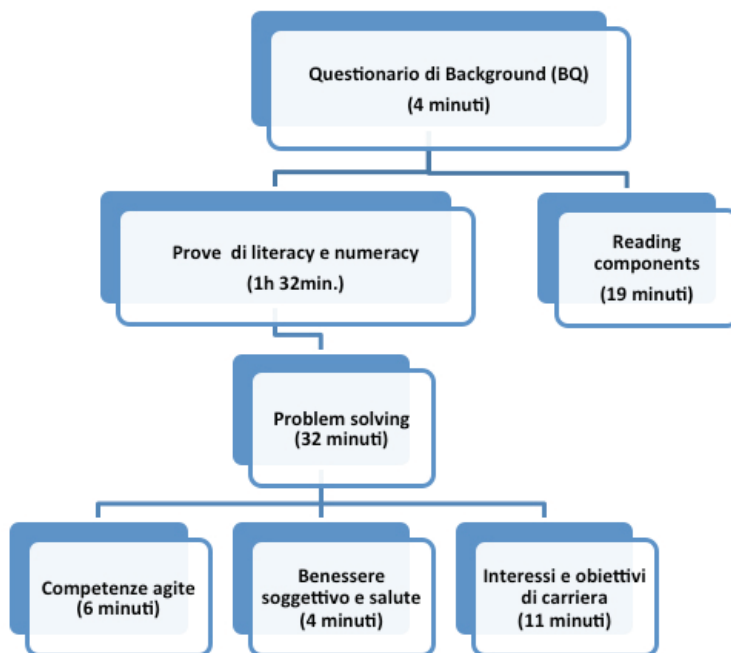 Questionario di Background (BQ)
(4 minuti)
Prove di literacy e numeracy
(1h 32min.)
Reading
components
(19 minuti)
Problem solving
(32 minuti)
Competenze agite
(6 minuti)
Benessere
soggettivo e salute
(4 minuti)
Interessi e obiettivi
di carriera
(11 minuti)